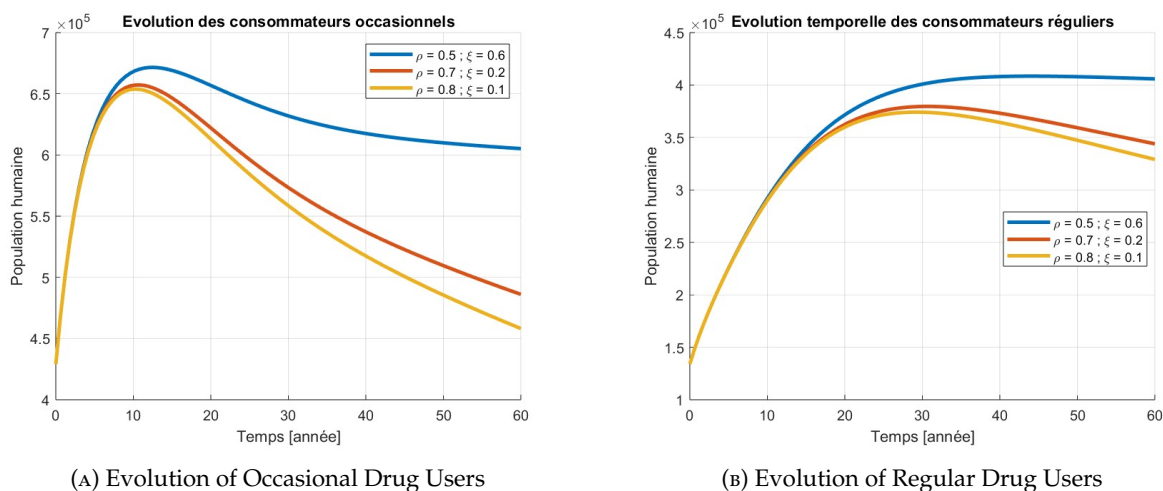 Evolution des consommateurs occasionnels
×10⁵
7
6.5
6
5.5
5
4.5
4
0 10 20 30 40 50 60
Population humaine
Temps [année]
ρ = 0.5 ; ξ = 0.6
ρ = 0.7 ; ξ = 0.2
ρ = 0.8 ; ξ = 0.1
(A) Evolution of Occasional Drug Users
Evolution temporelle des consommateurs réguliers
×10⁵
4.5
4
3.5
3
2.5
2
1.5
1
0 10 20 30 40 50 60
Population humaine
Temps [année]
ρ = 0.5 ; ξ = 0.6
ρ = 0.7 ; ξ = 0.2
ρ = 0.8 ; ξ = 0.1
(B) Evolution of Regular Drug Users